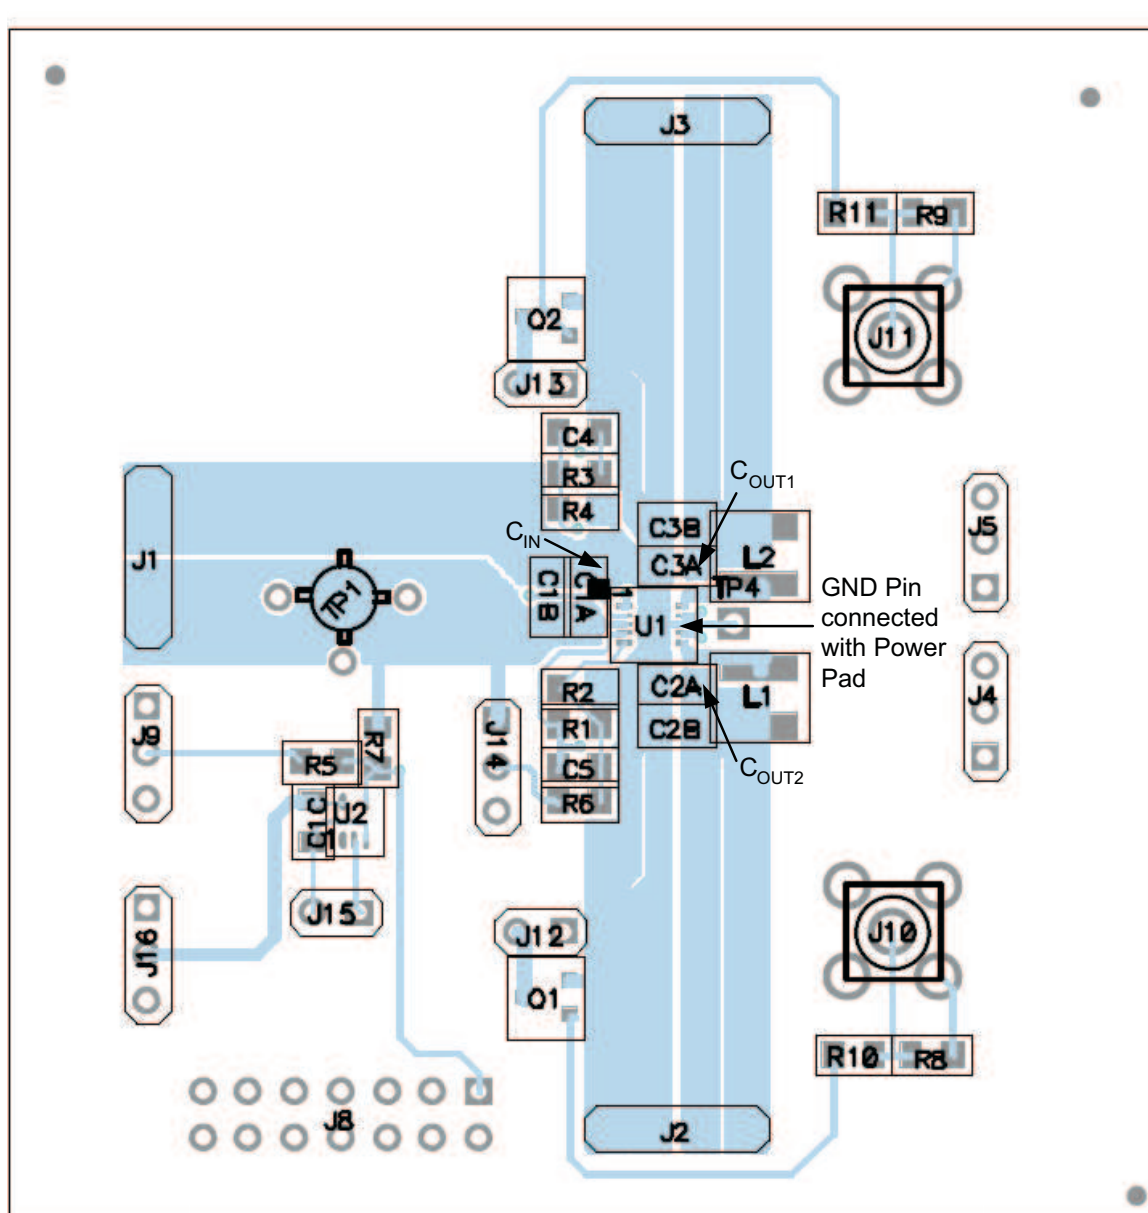 J3
R11 R9
Q2
J11
J13
C4
R3
R4
COUT1
CIN
C3B
C3A
L2
J5
J1
TP1
C1B
C1A
1
TP4
U1
GND Pin
connected
with Power
Pad
R2
C2A
L1
J4
J9
R7
J14
R1
C2B
R5
C5
COUT2
R6
U2
J15
J16
J12
J10
Q1
R10 R8
J8
J2